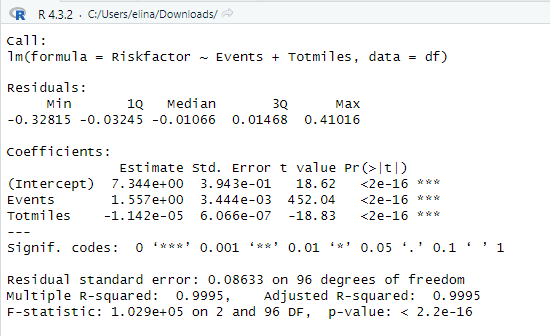 R 4.3.2 · C:/Users/elina/Downloads/
Call:
lm(formula = Riskfactor ~ Events + Totmiles, data = df)
Residuals:
     Min       1Q   Median       3Q      Max
-0.32815 -0.03245 -0.01066  0.01468  0.41016
Coefficients:
              Estimate Std. Error t value Pr(>|t|)
(Intercept)  7.344e+00  3.943e-01   18.62   <2e-16 ***
Events       1.557e+00  3.444e-03  452.04   <2e-16 ***
Totmiles    -1.142e-05  6.066e-07  -18.83   <2e-16 ***
---
Signif. codes:  0 ‘***’ 0.001 ‘**’ 0.01 ‘*’ 0.05 ‘.’ 0.1 ‘ ’ 1
Residual standard error: 0.08633 on 96 degrees of freedom
Multiple R-squared:  0.9995,    Adjusted R-squared:  0.9995
F-statistic: 1.029e+05 on 2 and 96 DF,  p-value: < 2.2e-16